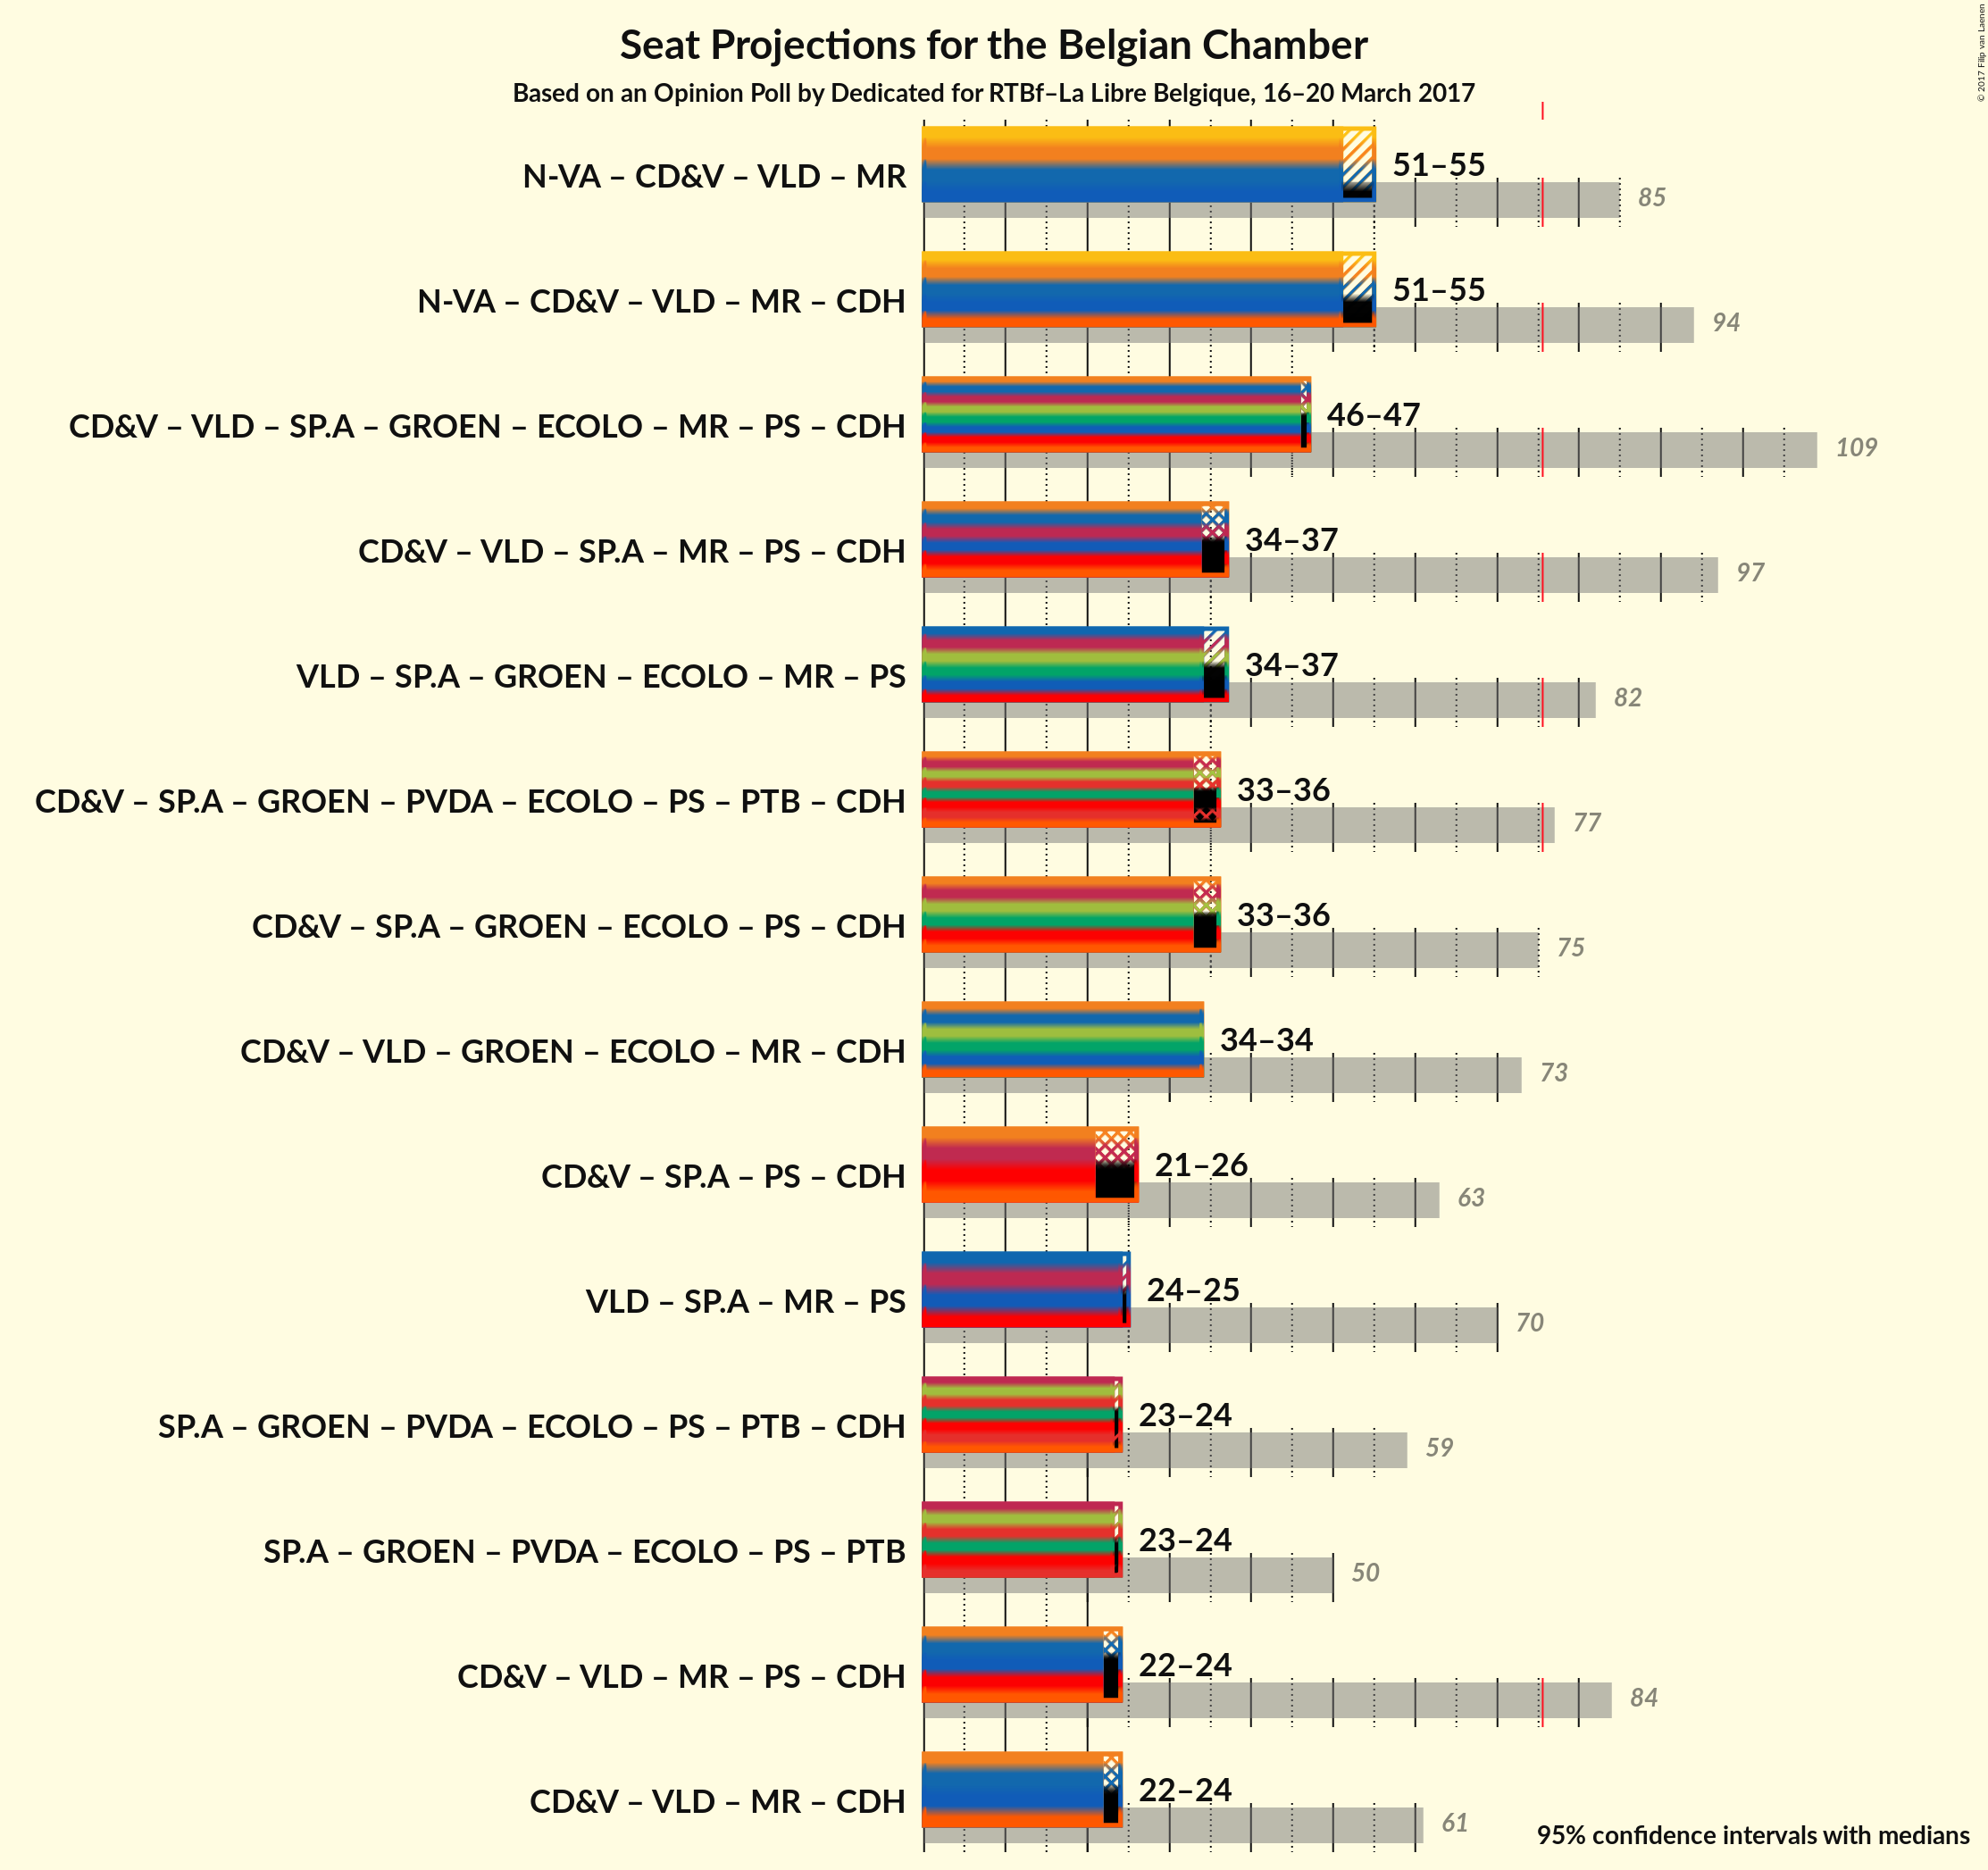 Seat Projections for the Belgian Chamber
Based on an Opinion Poll by Dedicated for RTBf–La Libre Belgique, 16–20 March 2017
© 2017 Filip van Laenen
N-VA – CD&V – VLD – MR 51–55 85
N-VA – CD&V – VLD – MR – CDH 51–55 94
CD&V – VLD – SP.A – GROEN – ECOLO – MR – PS – CDH 46–47 109
CD&V – VLD – SP.A – MR – PS – CDH 34–37 97
VLD – SP.A – GROEN – ECOLO – MR – PS 34–37 82
CD&V – SP.A – GROEN – PVDA – ECOLO – PS – PTB – CDH 33–36 77
CD&V – SP.A – GROEN – ECOLO – PS – CDH 33–36 75
CD&V – VLD – GROEN – ECOLO – MR – CDH 34–34 73
CD&V – SP.A – PS – CDH 21–26 63
VLD – SP.A – MR – PS 24–25 70
SP.A – GROEN – PVDA – ECOLO – PS – PTB – CDH 23–24 59
SP.A – GROEN – PVDA – ECOLO – PS – PTB 23–24 50
CD&V – VLD – MR – PS – CDH 22–24 84
CD&V – VLD – MR – CDH 22–24 61
95% confidence intervals with medians